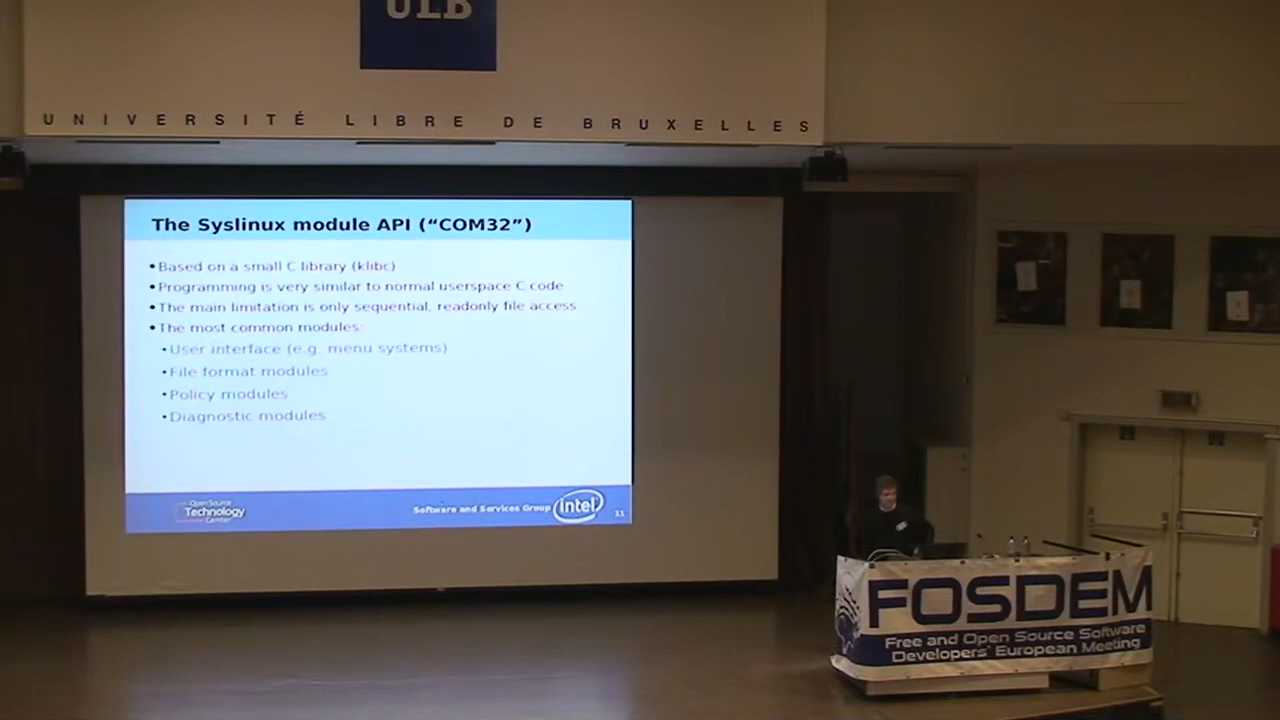 ULB
UNIVERSITÉ LIBRE DE BRUXELLES
The Syslinux module API (“COM32”)
•Based on a small C library (klibc)
•Programming is very similar to normal userspace C code
•The main limitation is only sequential, readonly file access
•The most common modules:
•User interface (e.g. menu systems)
•File format modules
•Policy modules
•Diagnostic modules
Open Source
Technology
Center
Software and Services Group
intel
11
FOSDEM
Free and Open Source Software
Developers' European Meeting